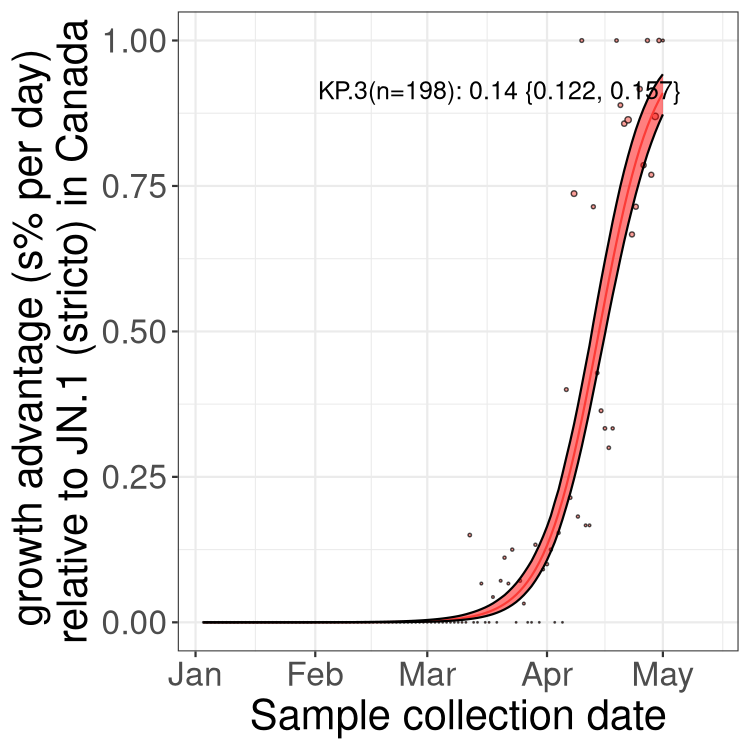 growth advantage (s% per day)
relative to JN.1 (stricto) in Canada
1.00
0.75
0.50
0.25
0.00
KP.3(n=198): 0.14 {0.122, 0.157}
Jan Feb Mar Apr May
Sample collection date